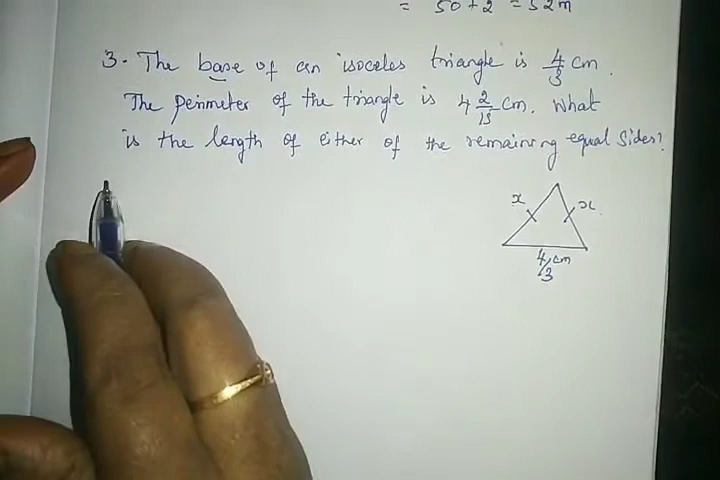 = 50 + 2 = 52m
3. The base of an isoceles triangle is 4/3 cm.
The perimeter of the triangle is 4 2/15 cm. What
is the length of either of the remaining equal sides?
x x
4/3 cm